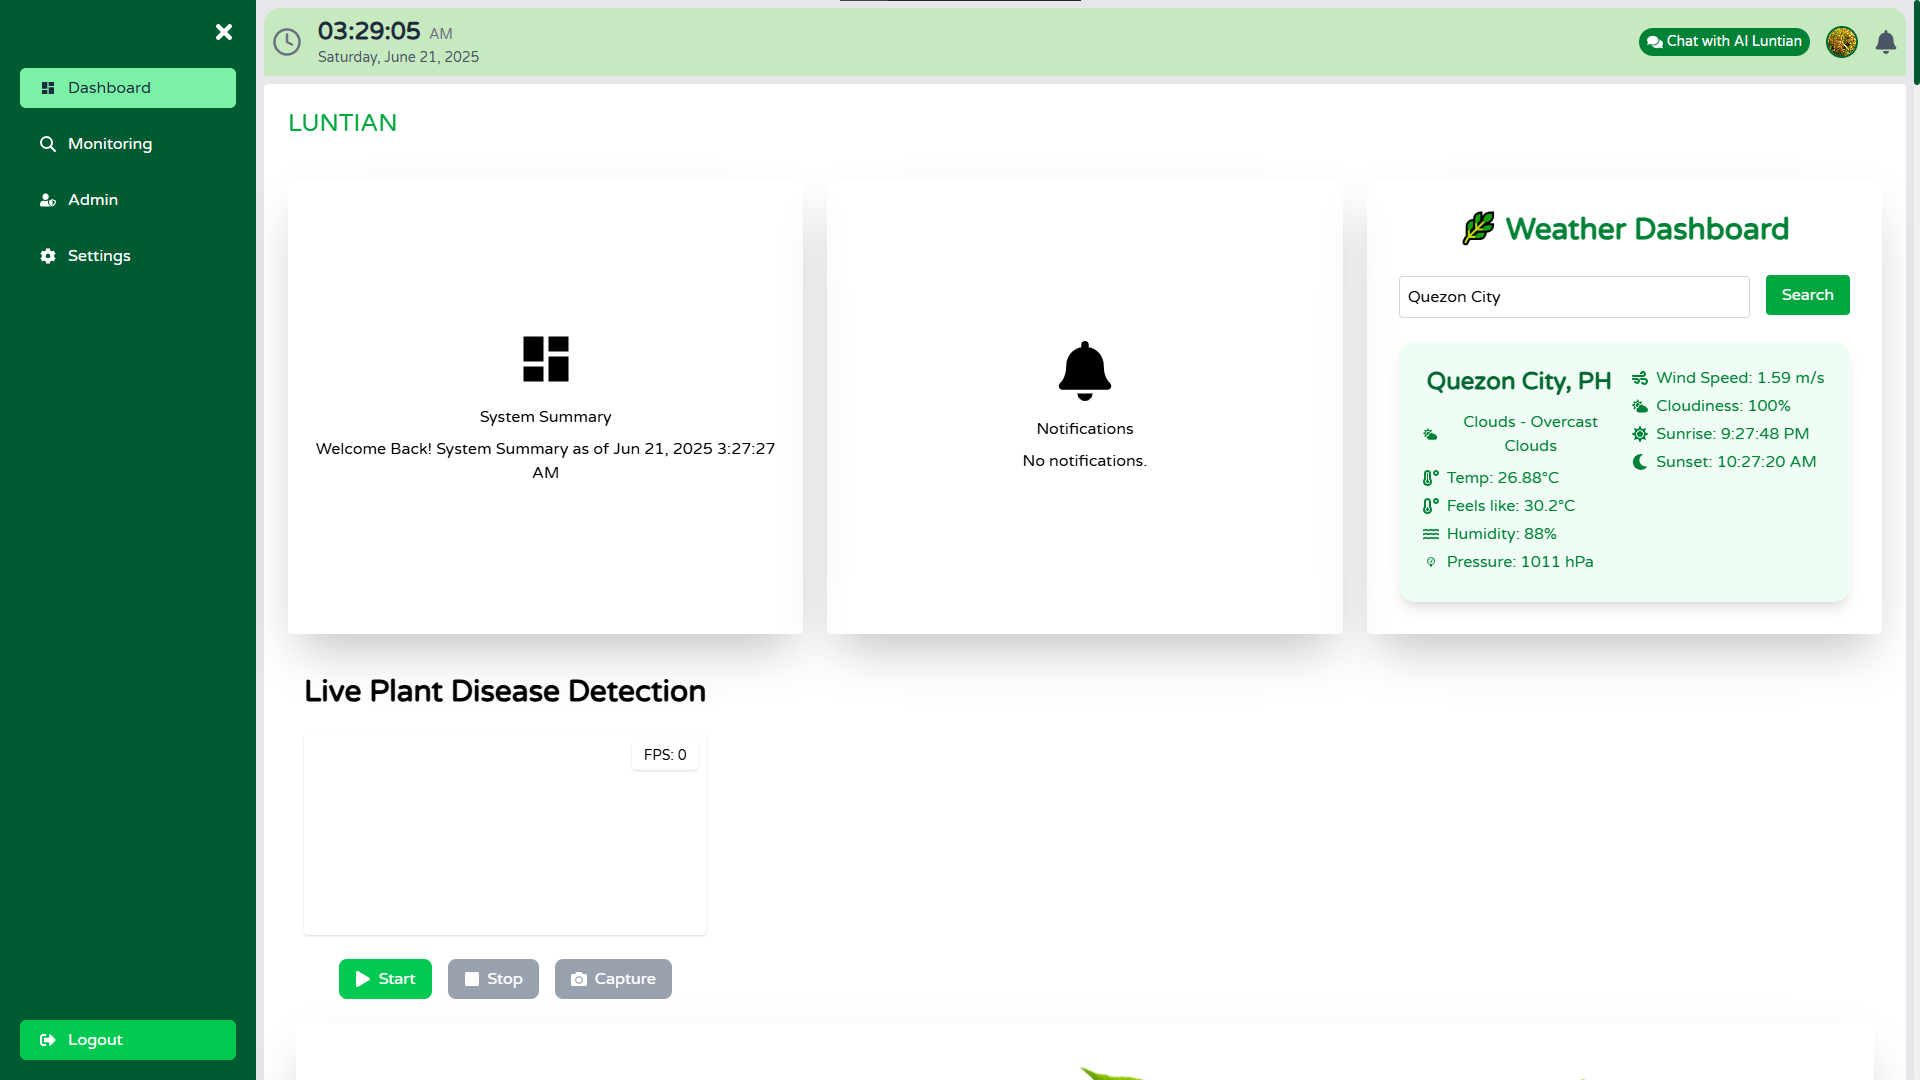 03:29:05 AM
Saturday, June 21, 2025
Chat with AI Luntian
Dashboard
Monitoring
Admin
Settings
Logout
LUNTIAN
System Summary
Welcome Back! System Summary as of Jun 21, 2025 3:27:27
AM
Notifications
No notifications.
Weather Dashboard
Quezon City
Search
Quezon City, PH
Clouds - Overcast
Clouds
Temp: 26.88°C
Feels like: 30.2°C
Humidity: 88%
Pressure: 1011 hPa
Wind Speed: 1.59 m/s
Cloudiness: 100%
Sunrise: 9:27:48 PM
Sunset: 10:27:20 AM
Live Plant Disease Detection
FPS: 0
Start
Stop
Capture